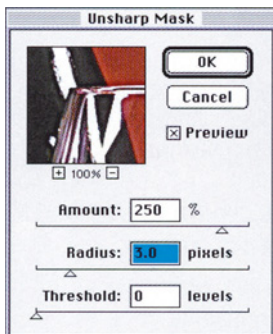 Unsharp Mask
OK
Cancel
Preview
100%
Amount: 250 %
Radius: 3.0 pixels
Threshold: 0 levels